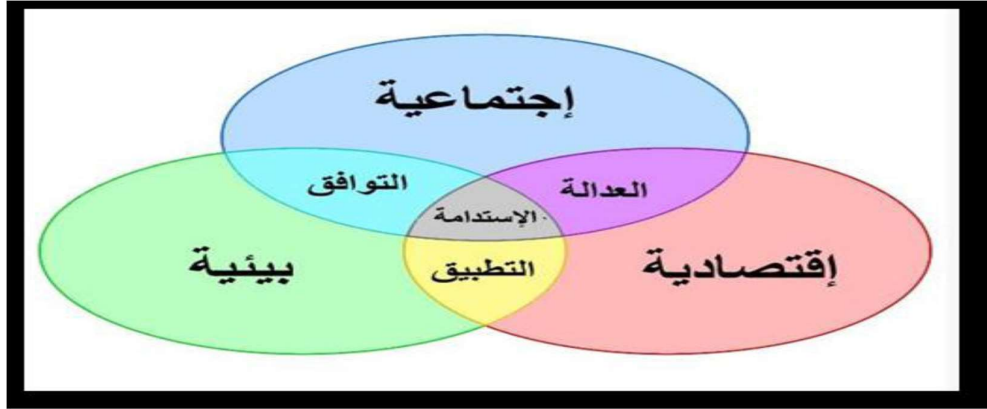 إجتماعية
العدالة
التوافق
الإستدامة
إقتصادية
التطبيق
بيئية